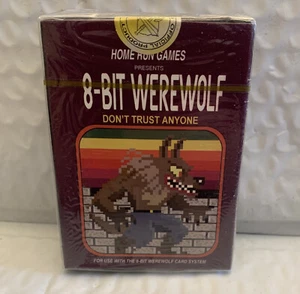 HOME RUN GAMES
PRESENTS
8-BIT WEREWOLF
DON'T TRUST ANYONE
FOR USE WITH THE 8-BIT WEREWOLF CARD SYSTEM